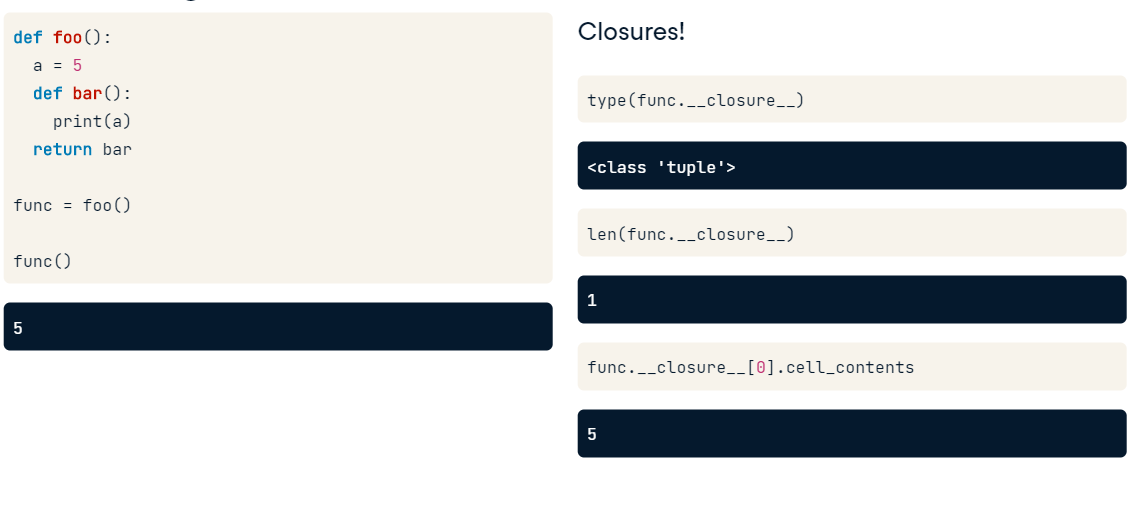 def foo():
  a = 5
  def bar():
    print(a)
  return bar

func = foo()

func()
5
Closures!
type(func.__closure__)
<class 'tuple'>
len(func.__closure__)
1
func.__closure__[0].cell_contents
5